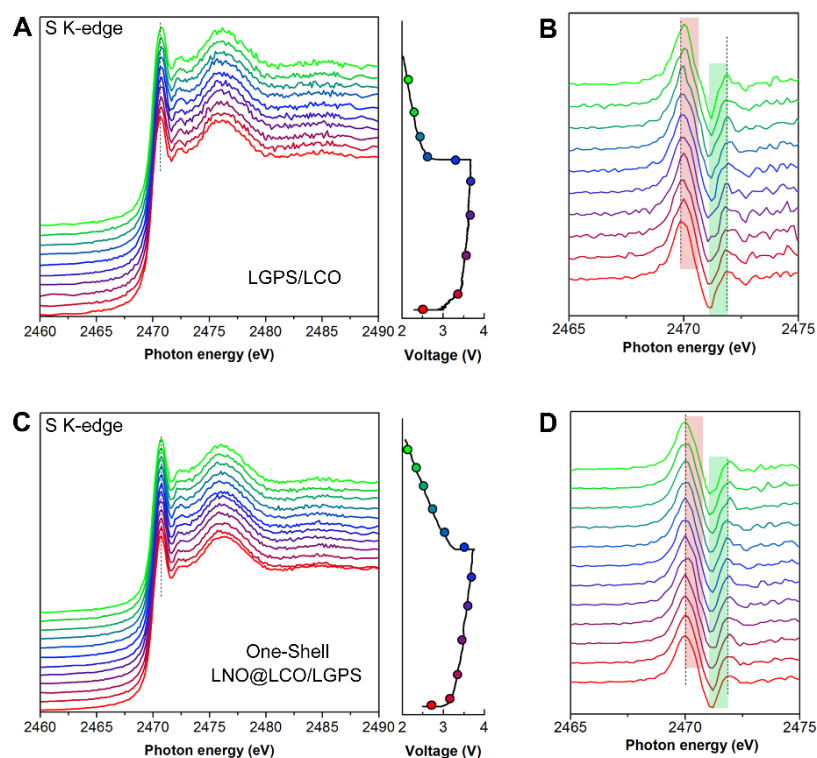 A
S K-edge
LGPS/LCO
2460 2465 2470 2475 2480 2485 2490
Photon energy (eV)
2 3 4
Voltage (V)
B
2465 2470 2475
Photon energy (eV)
C
S K-edge
One-Shell
LNO@LCO/LGPS
2460 2465 2470 2475 2480 2485 2490
Photon energy (eV)
2 3 4
Voltage (V)
D
2465 2470 2475
Photon energy (eV)